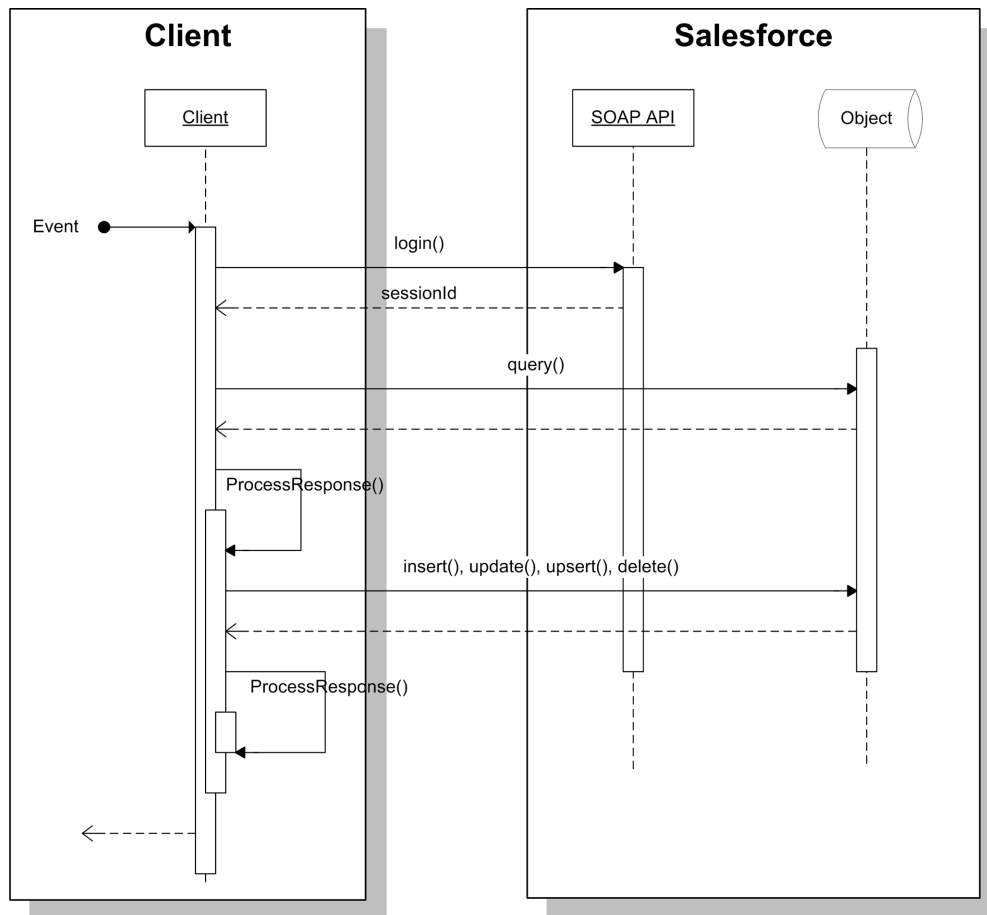 Client
Salesforce
Client
SOAP API
Object
Event
login()
sessionId
query()
ProcessResponse()
insert(), update(), upsert(), delete()
ProcessResponse()